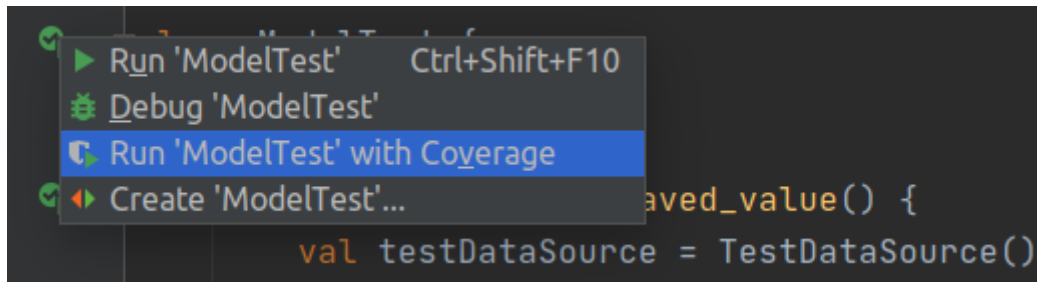 Run 'ModelTest' Ctrl+Shift+F10
Debug 'ModelTest'
Run 'ModelTest' with Coverage
Create 'ModelTest'...
aved_value() {
val testDataSource = TestDataSource()